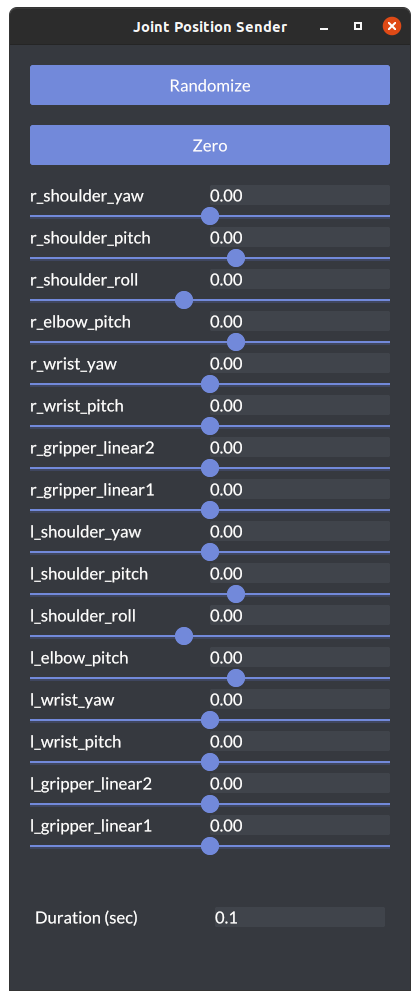 Joint Position Sender
Randomize
Zero
r_shoulder_yaw 0.00
r_shoulder_pitch 0.00
r_shoulder_roll 0.00
r_elbow_pitch 0.00
r_wrist_yaw 0.00
r_wrist_pitch 0.00
r_gripper_linear2 0.00
r_gripper_linear1 0.00
l_shoulder_yaw 0.00
l_shoulder_pitch 0.00
l_shoulder_roll 0.00
l_elbow_pitch 0.00
l_wrist_yaw 0.00
l_wrist_pitch 0.00
l_gripper_linear2 0.00
l_gripper_linear1 0.00
Duration (sec) 0.1